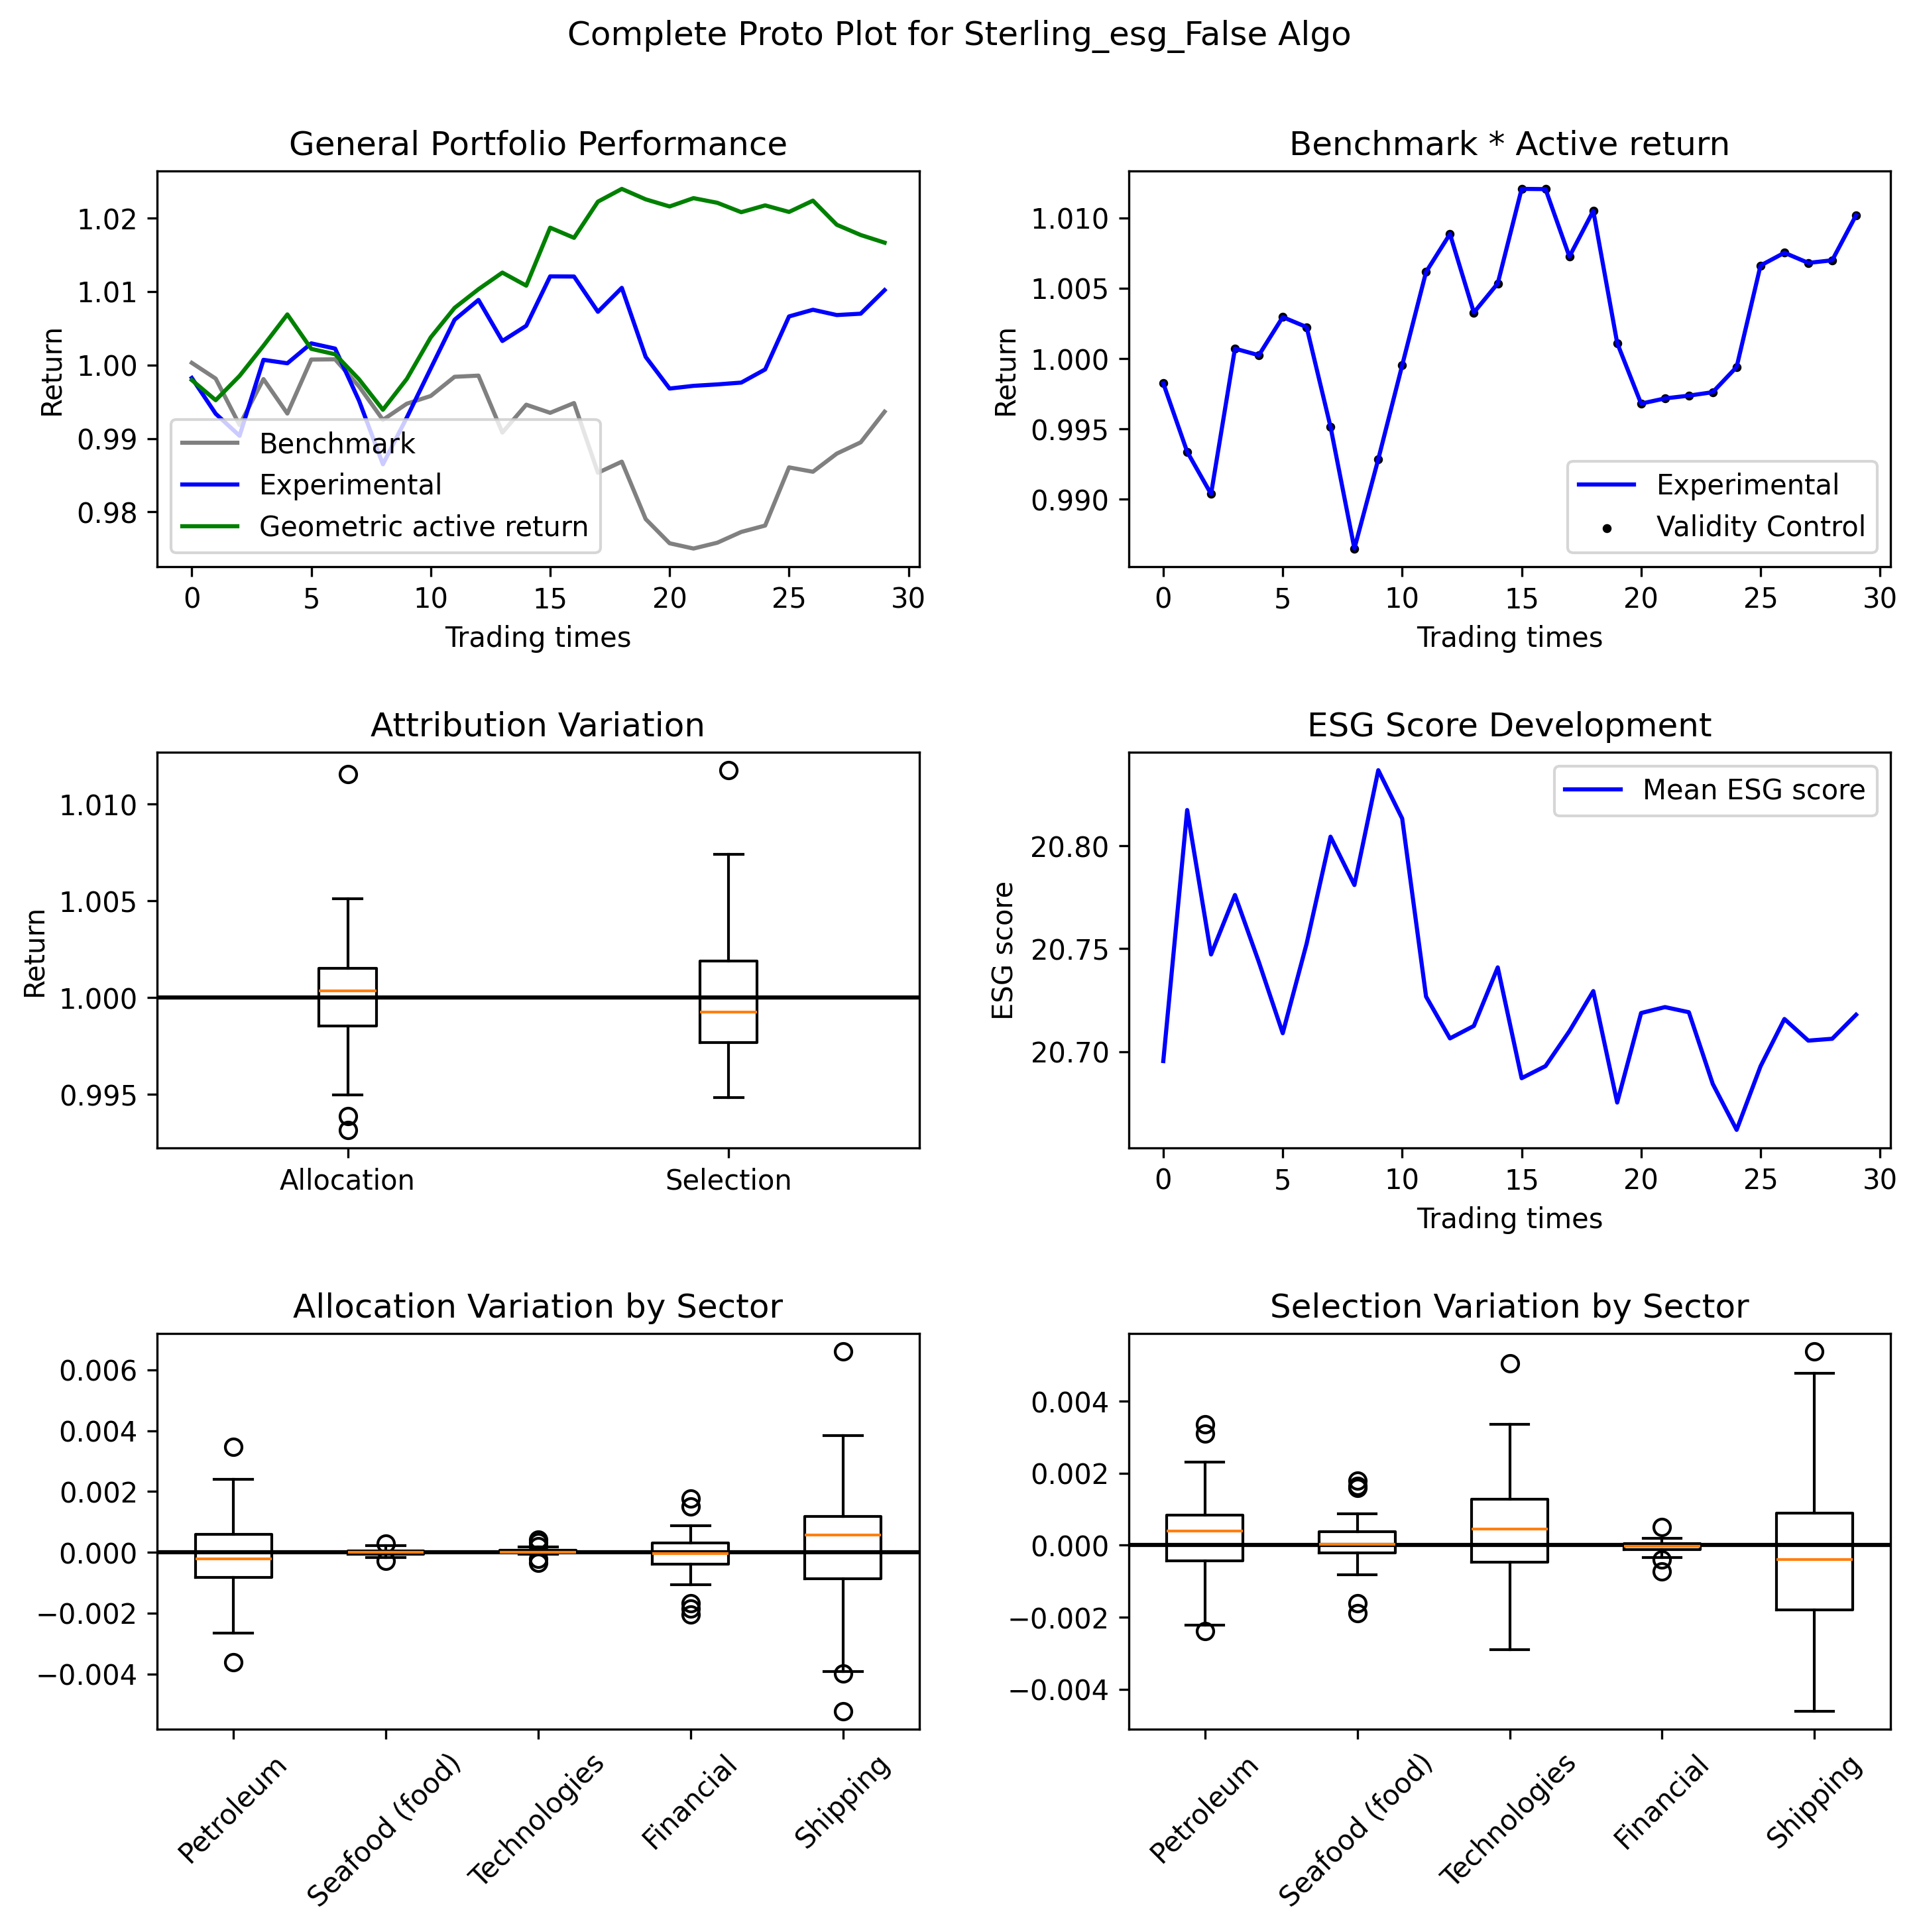 Complete Proto Plot for Sterling_esg_False Algo
General Portfolio Performance
Return
1.02
1.01
1.00
0.99
0.98
Benchmark
Experimental
Geometric active return
0 5 10 15 20 25 30
Trading times
Benchmark * Active return
Return
1.010
1.005
1.000
0.995
0.990
Experimental
Validity Control
0 5 10 15 20 25 30
Trading times
Attribution Variation
Return
1.010
1.005
1.000
0.995
Allocation Selection
ESG Score Development
ESG score
20.80
20.75
20.70
Mean ESG score
0 5 10 15 20 25 30
Trading times
Allocation Variation by Sector
0.006
0.004
0.002
0.000
−0.002
−0.004
Petroleum
Seafood (food)
Technologies
Financial
Shipping
Selection Variation by Sector
0.004
0.002
0.000
−0.002
−0.004
Petroleum
Seafood (food)
Technologies
Financial
Shipping